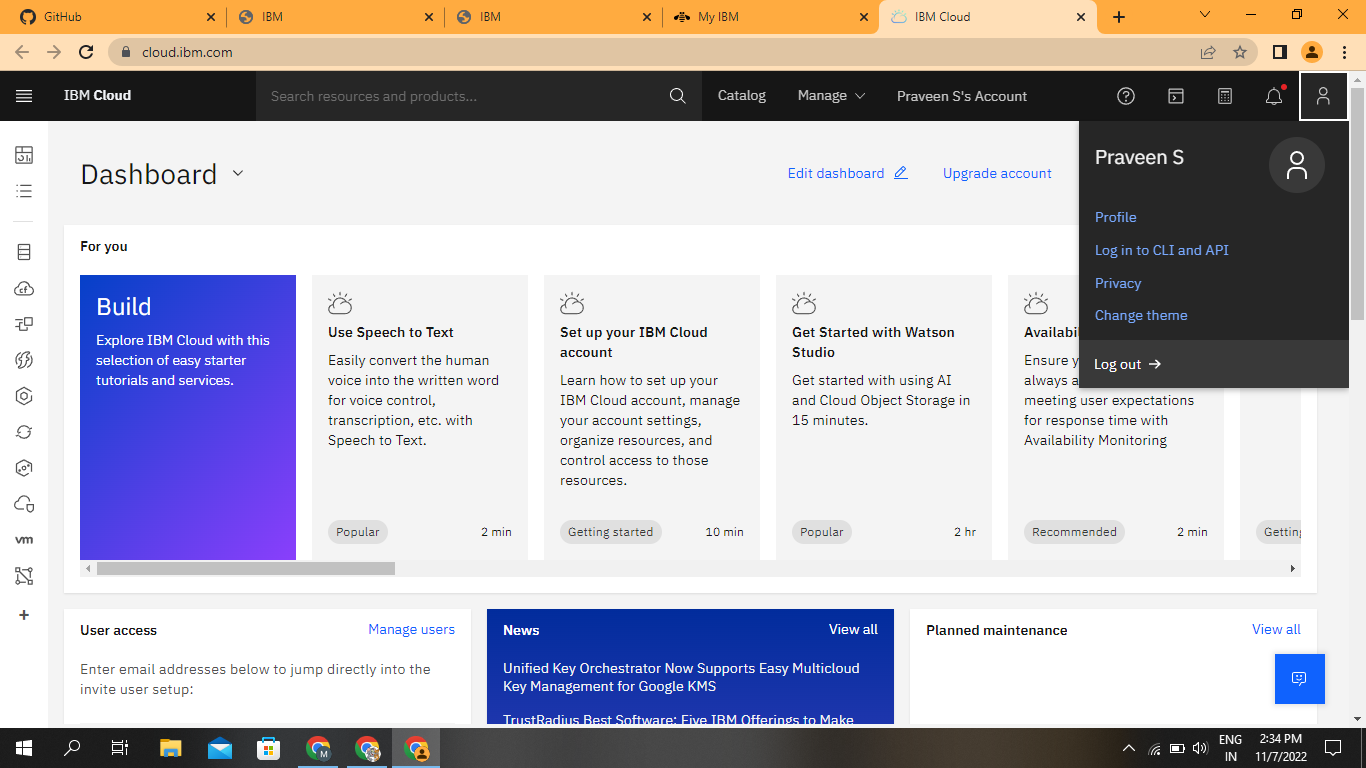 GitHub
IBM
IBM
My IBM
IBM Cloud
cloud.ibm.com
IBM Cloud
Search resources and products...
Catalog
Manage
Praveen S's Account
Praveen S
Profile
Log in to CLI and API
Privacy
Change theme
Log out
Dashboard
Edit dashboard
Upgrade account
For you
Build
Explore IBM Cloud with this
selection of easy starter
tutorials and services.
Use Speech to Text
Easily convert the human
voice into the written word
for voice control,
transcription, etc. with
Speech to Text.
Popular
2 min
Set up your IBM Cloud
account
Learn how to set up your
IBM Cloud account, manage
your account settings,
organize resources, and
control access to those
resources.
Getting started
10 min
Get Started with Watson
Studio
Get started with using AI
and Cloud Object Storage in
15 minutes.
Popular
2 hr
Ensure
always
meeting user expectations
for response time with
Availability Monitoring
Recommended
2 min
cf
vm
User access
Manage users
Enter email addresses below to jump directly into the
invite user setup:
News
View all
Unified Key Orchestrator Now Supports Easy Multicloud
Key Management for Google KMS
TrustRadius Best Software: Five IBM Offerings to Make
Planned maintenance
View all
M
ENG
IN
2:34 PM
11/7/2022